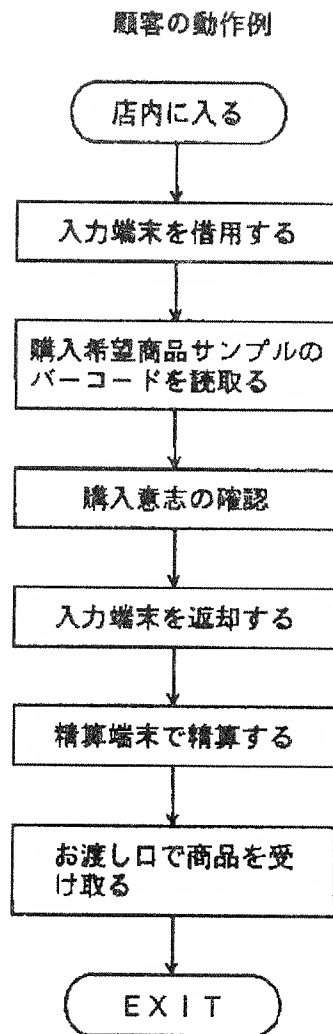 顧客の動作例
店内に入る
入力端末を借用する
購入希望商品サンプルの
バーコードを読取る
購入意志の確認
入力端末を返却する
精算端末で精算する
お渡し口で商品を受
け取る
EXIT